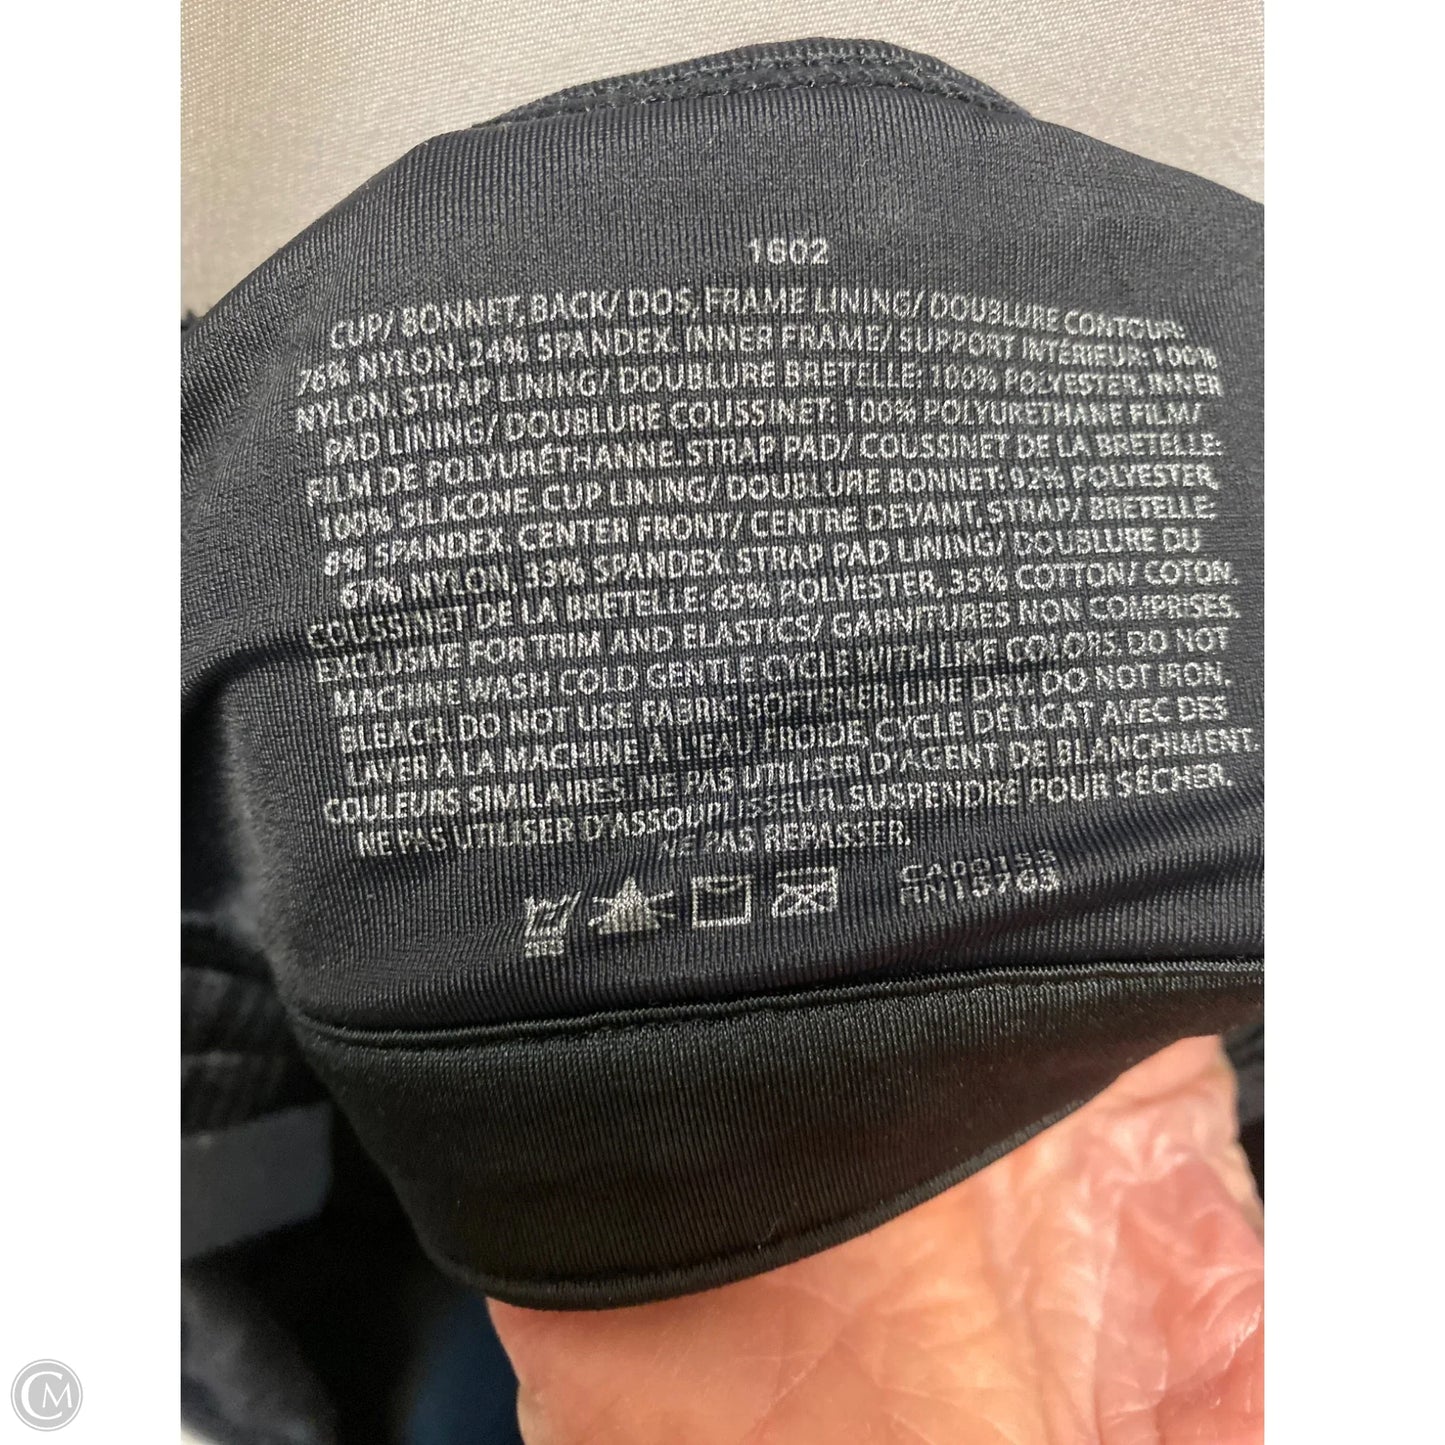 1602
CUP/ BONNET, BACK/ DOS, FRAME LINING/ DOUBLURE CONTOUR:
76% NYLON, 24% SPANDEX. INNER FRAME/ SUPPORT INTÉRIEUR: 100%
NYLON. STRAP LINING/ DOUBLURE BRETELLE: 100% POLYESTER. INNER
PAD LINING/ DOUBLURE COUSSINET: 100% POLYURETHANE FILM/
FILM DE POLYURÉTHANNE. STRAP PAD/ COUSSINET DE LA BRETELLE:
100% SILICONE. CUP LINING/ DOUBLURE BONNET: 92% POLYESTER,
8% SPANDEX. CENTER FRONT/ CENTRE DEVANT, STRAP/ BRETELLE:
67% NYLON, 33% SPANDEX. STRAP PAD LINING/ DOUBLURE DU
COUSSINET DE LA BRETELLE: 65% POLYESTER, 35% COTTON/ COTON.
EXCLUSIVE FOR TRIM AND ELASTICS/ GARNITURES NON COMPRISES.
MACHINE WASH COLD GENTLE CYCLE WITH LIKE COLORS. DO NOT
BLEACH. DO NOT USE FABRIC SOFTENER. LINE DRY. DO NOT IRON.
LAVER À LA MACHINE À L'EAU FROIDE, CYCLE DÉLICAT AVEC DES
COULEURS SIMILAIRES. NE PAS UTILISER D'AGENT DE BLANCHIMENT.
NE PAS UTILISER D'ASSOUPLISSEUR. SUSPENDRE POUR SÉCHER.
NE PAS REPASSER.
CA00153
RN15763
CM